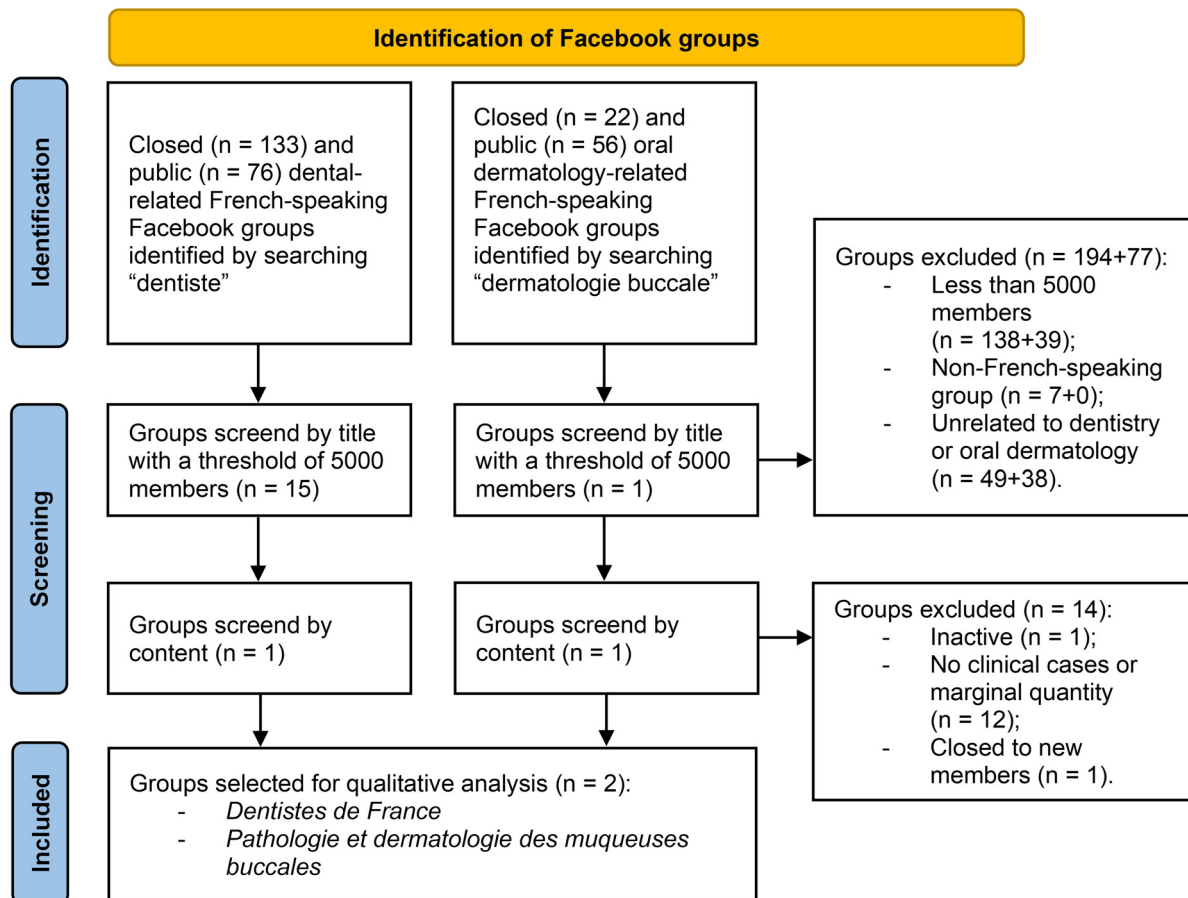 Identification of Facebook groups
Identification
Closed (n = 133) and
public (n = 76) dental-
related French-speaking
Facebook groups
identified by searching
“dentiste”
Closed (n = 22) and
public (n = 56) oral
dermatology-related
French-speaking
Facebook groups
identified by searching
“dermatologie buccale”
Groups excluded (n = 194+77):
- Less than 5000
members
(n = 138+39);
- Non-French-speaking
group (n = 7+0);
- Unrelated to dentistry
or oral dermatology
(n = 49+38).
Screening
Groups screend by title
with a threshold of 5000
members (n = 15)
Groups screend by title
with a threshold of 5000
members (n = 1)
Groups screend by
content (n = 1)
Groups screend by
content (n = 1)
Groups excluded (n = 14):
- Inactive (n = 1);
- No clinical cases or
marginal quantity
(n = 12);
- Closed to new
members (n = 1).
Included
Groups selected for qualitative analysis (n = 2):
- Dentistes de France
- Pathologie et dermatologie des muqueuses
buccales